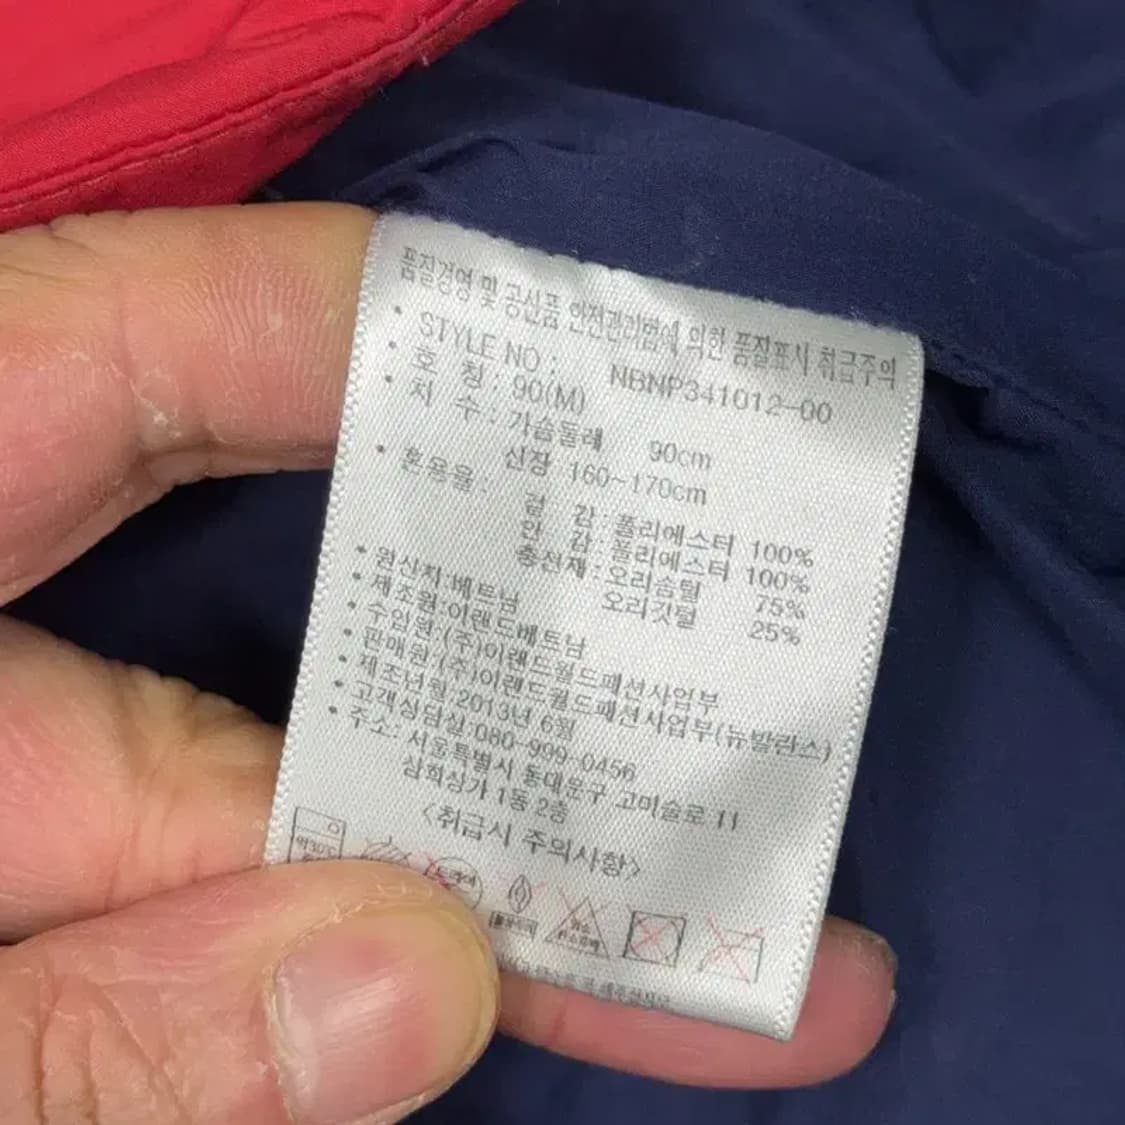 품질경영 및 공산품 안전관리법에 의한 품질표시 취급주의
• STYLE NO : NBNP341012-00
• 호 칭 : 90(M)
• 치 수 : 가슴둘레 90cm
신장 160~170cm
• 혼용율 :
겉 감 : 폴리에스터 100%
안 감 : 폴리에스터 100%
충전재 : 오리솜털 75%
오리깃털 25%
• 원산지:베트남
• 제조원:이랜드베트남
• 수입원:(주)이랜드월드패션사업부
• 판매원:(주)이랜드월드패션사업부(뉴발란스)
• 제조년월:2013년 6월
• 고객상담실:080-999-0456
• 주소: 서울특별시 동대문구 고미술로 11
삼희상가 1동 2층
<취급시 주의사항>
약30℃
드라이
염소